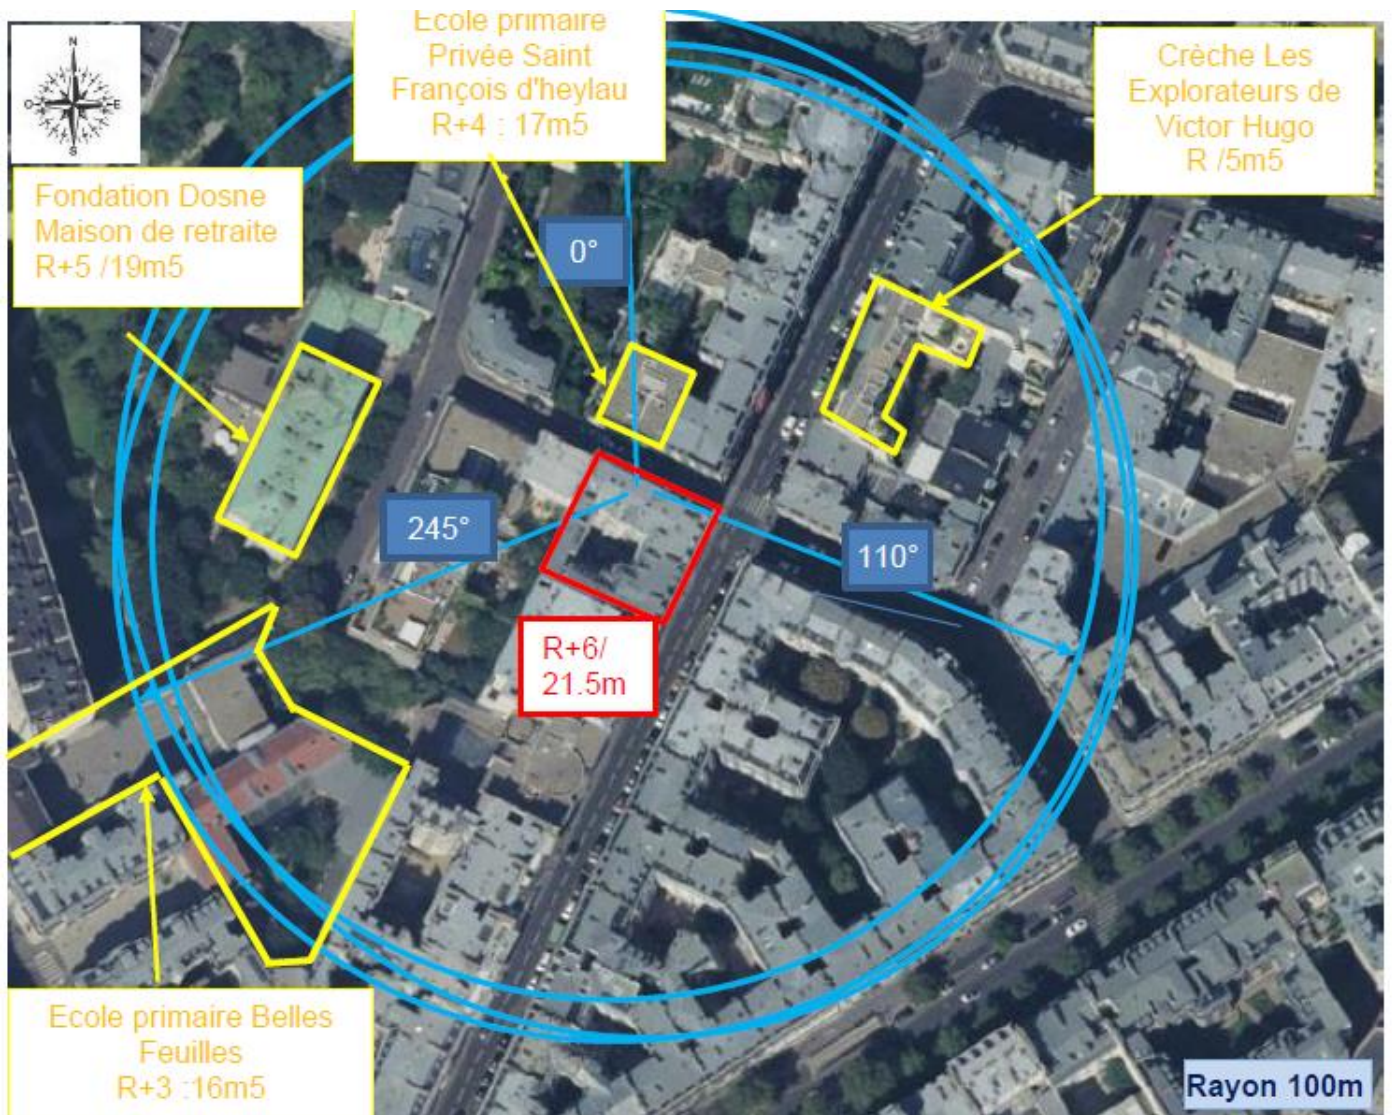 Ecole primaire
Privée Saint
François d'heylau
R+4 : 17m5
Crèche Les
Explorateurs de
Victor Hugo
R /5m5
N
O
E
S
Fondation Dosne
Maison de retraite
R+5 /19m5
0°
245°
110°
R+6/
21.5m
Ecole primaire Belles
Feuilles
R+3 :16m5
Rayon 100m